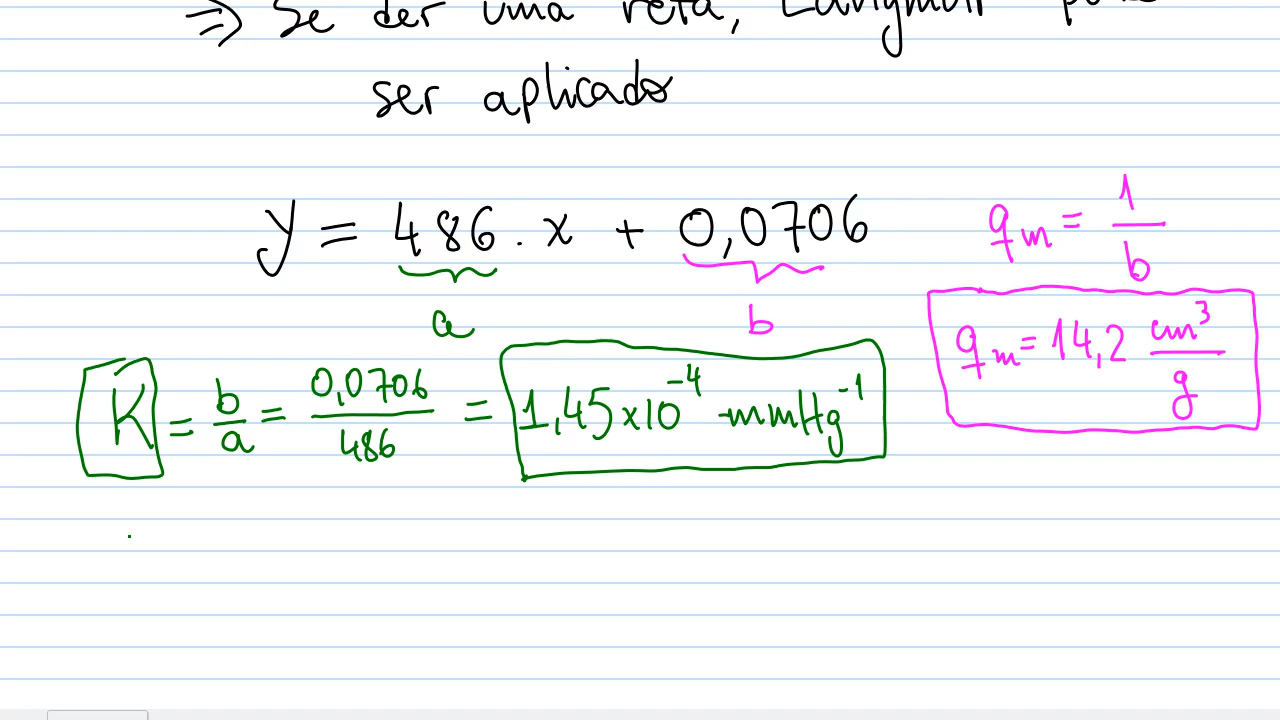 ⇒ Se der uma reta, Langmuir
ser aplicado
y = 486 . x + 0,0706
a
b
qm = 1/b
qm = 14,2 cm³/g
K = b/a = 0,0706/486 = 1,45x10⁻⁴ mmHg⁻¹